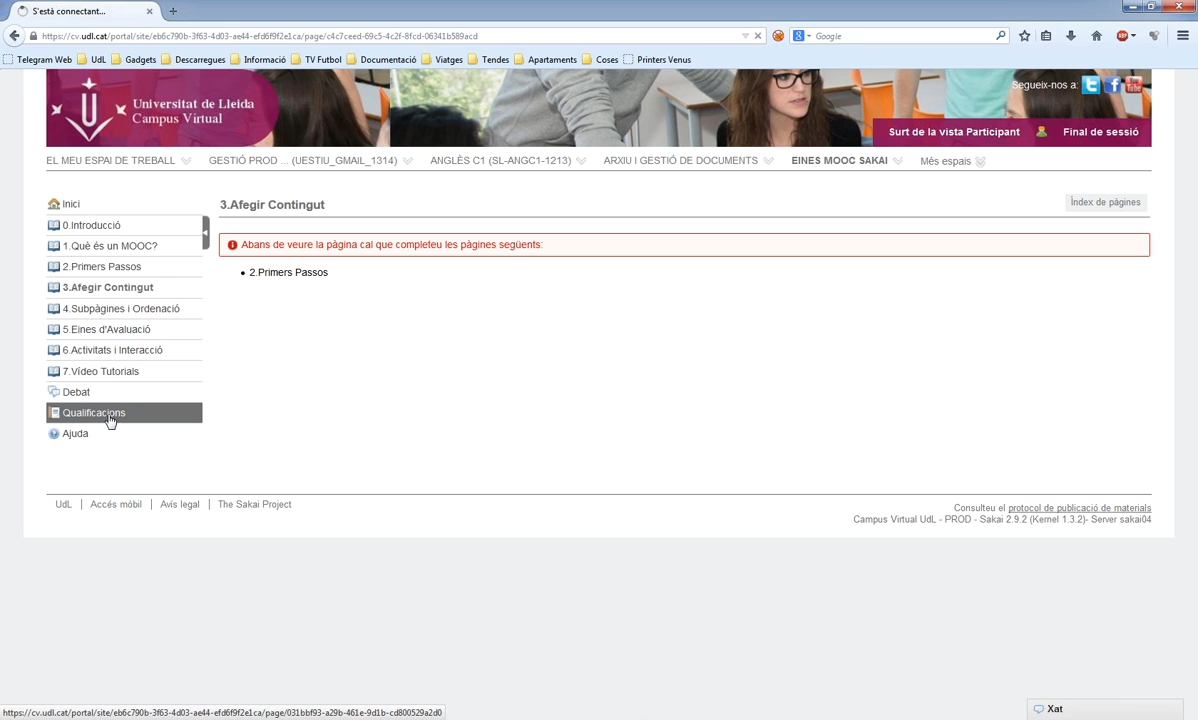 S'està connectant...
https://cv.udl.cat/portal/site/eb6c790b-3f63-4d03-ae44-efd6f9f2e1ca/page/c4c7ceed-69c5-4c2f-8fcd-06341b589acd
Google
Telegram Web UdL Gadgets Descarregues Informació TV Futbol Documentació Viatges Tendes Apartaments Coses Printers Venus
Universitat de Lleida
Campus Virtual
Segueix-nos a:
Surt de la vista Participant Final de sessió
EL MEU ESPAI DE TREBALL GESTIÓ PROD ... (UESTIU_GMAIL_1314) ANGLÈS C1 (SL-ANGC1-1213) ARXIU I GESTIÓ DE DOCUMENTS EINES MOOC SAKAI Més espais
Inici
0.Introducció
1.Què és un MOOC?
2.Primers Passos
3.Afegir Contingut
4.Subpàgines i Ordenació
5.Eines d'Avaluació
6.Activitats i Interacció
7.Vídeo Tutorials
Debat
Qualificacions
Ajuda
3.Afegir Contingut
Índex de pàgines
Abans de veure la pàgina cal que completeu les pàgines següents:
• 2.Primers Passos
UdL | Accés mòbil | Avís legal | The Sakai Project
Consulteu el protocol de publicació de materials
Campus Virtual UdL - PROD - Sakai 2.9.2 (Kernel 1.3.2)- Server sakai04
https://cv.udl.cat/portal/site/eb6c790b-3f63-4d03-ae44-efd6f9f2e1ca/page/031bbf93-a29b-461e-9d1b-cd800529a2d0
Xat